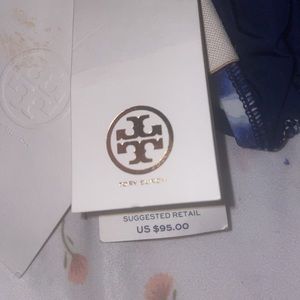 TORY BURCH
SUGGESTED RETAIL
US $95.00